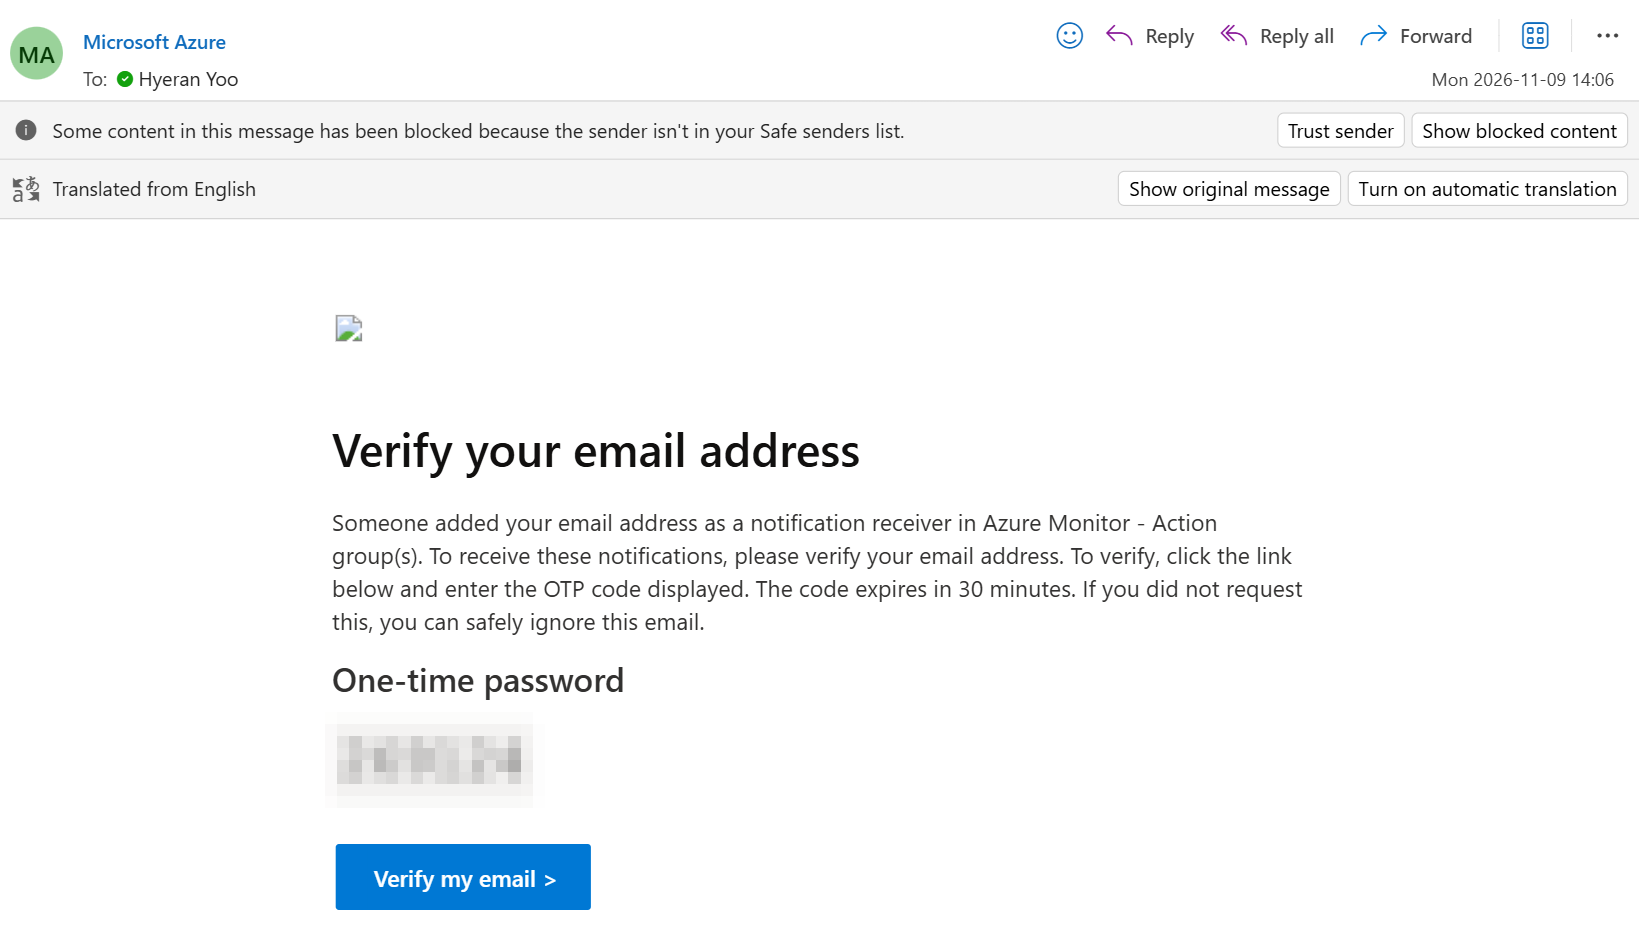 MA
Microsoft Azure
To: Hyeran Yoo
Reply
Reply all
Forward
Mon 2026-11-09 14:06
Some content in this message has been blocked because the sender isn't in your Safe senders list.
Trust sender
Show blocked content
Translated from English
Show original message
Turn on automatic translation
Verify your email address
Someone added your email address as a notification receiver in Azure Monitor - Action
group(s). To receive these notifications, please verify your email address. To verify, click the link
below and enter the OTP code displayed. The code expires in 30 minutes. If you did not request
this, you can safely ignore this email.
One-time password
Verify my email >